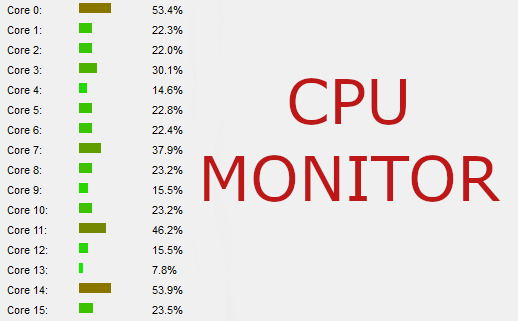 Core 0: 53.4%
Core 1: 22.3%
Core 2: 22.0%
Core 3: 30.1%
Core 4: 14.6%
Core 5: 22.8%
Core 6: 22.4%
Core 7: 37.9%
Core 8: 23.2%
Core 9: 15.5%
Core 10: 23.2%
Core 11: 46.2%
Core 12: 15.5%
Core 13: 7.8%
Core 14: 53.9%
Core 15: 23.5%
CPU
MONITOR